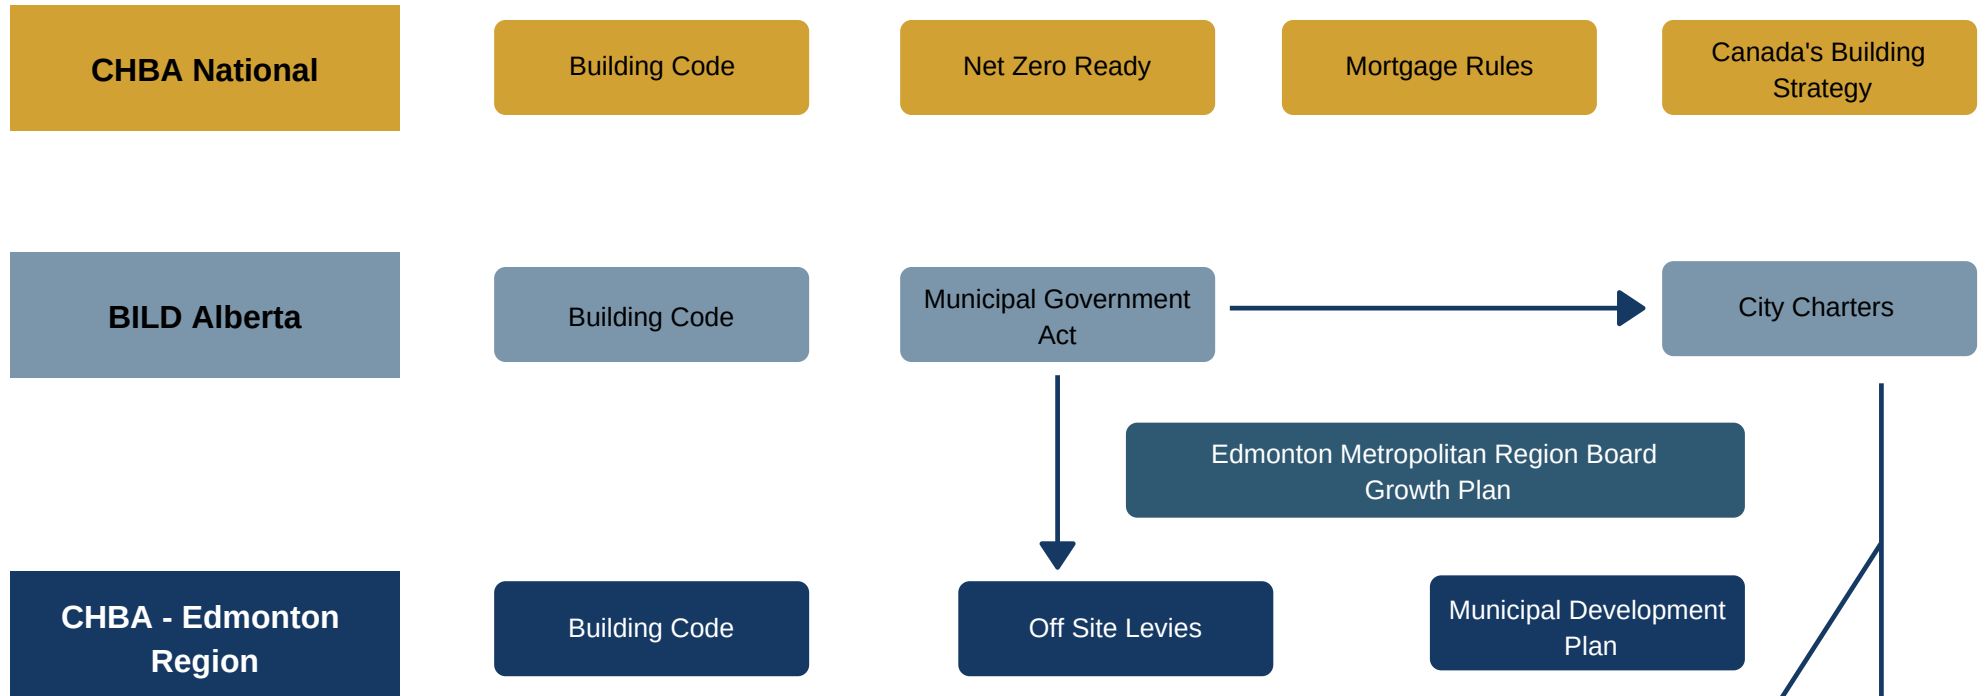 CHBA National
Building Code
Net Zero Ready
Mortgage Rules
Canada's Building
Strategy
BILD Alberta
Building Code
Municipal Government
Act
City Charters
Edmonton Metropolitan Region Board
Growth Plan
CHBA - Edmonton
Region
Building Code
Off Site Levies
Municipal Development
Plan